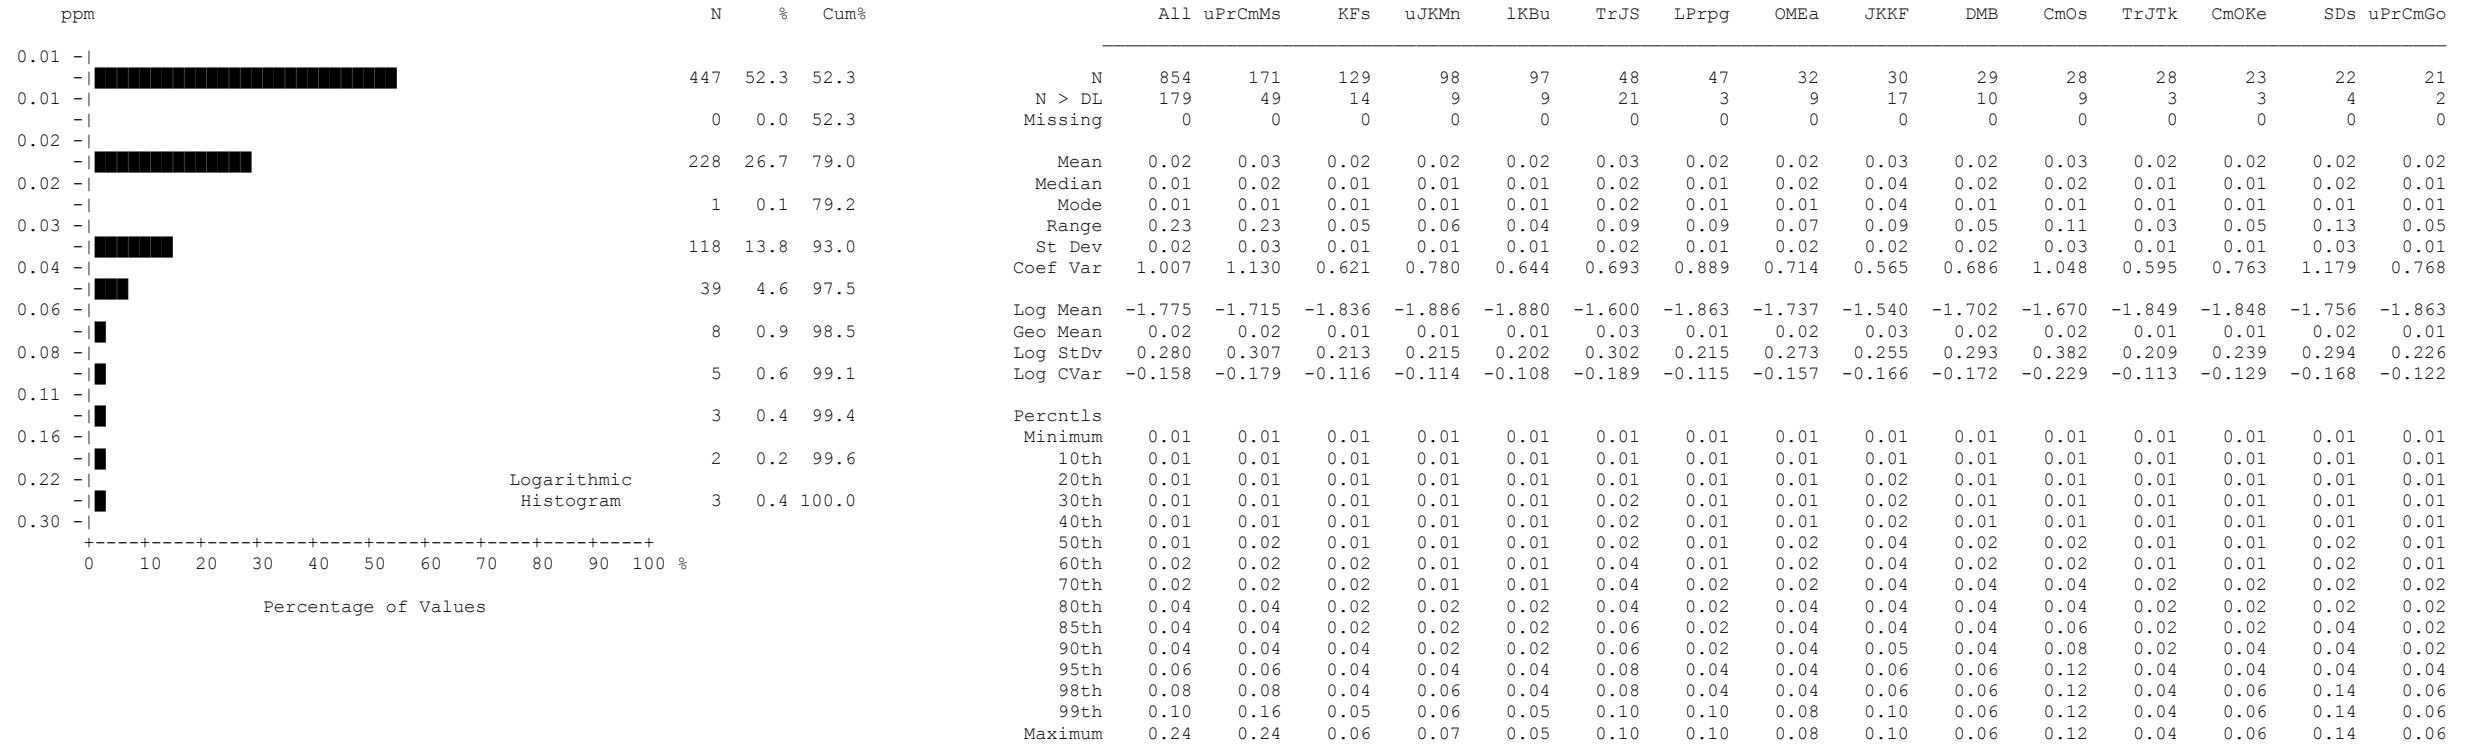 ppm N % Cum% All uPrCmMs KFs uJKMn lKBu TrJS LPrpg OMEa JKKF DMB CmOs TrJTk CmOKe SDs uPrCmGo
0.01 -|
-| 447 52.3 52.3 N 854 171 129 98 97 48 47 32 30 29 28 28 23 22 21
0.01 -| N > DL 179 49 14 9 9 21 3 9 17 10 9 3 3 4 2
-| 0 0.0 52.3 Missing 0 0 0 0 0 0 0 0 0 0 0 0 0 0 0
0.02 -|
-| 228 26.7 79.0 Mean 0.02 0.03 0.02 0.02 0.02 0.03 0.02 0.02 0.03 0.02 0.03 0.02 0.02 0.02 0.02
0.02 -| Median 0.01 0.02 0.01 0.01 0.01 0.02 0.01 0.02 0.04 0.02 0.02 0.01 0.01 0.02 0.01
-| 1 0.1 79.2 Mode 0.01 0.01 0.01 0.01 0.01 0.02 0.01 0.01 0.04 0.01 0.01 0.01 0.01 0.01 0.01
0.03 -| Range 0.23 0.23 0.05 0.06 0.04 0.09 0.09 0.07 0.09 0.05 0.11 0.03 0.05 0.13 0.05
-| 118 13.8 93.0 St Dev 0.02 0.03 0.01 0.01 0.01 0.02 0.01 0.02 0.02 0.02 0.03 0.01 0.01 0.03 0.01
0.04 -| Coef Var 1.007 1.130 0.621 0.780 0.644 0.693 0.889 0.714 0.565 0.686 1.048 0.595 0.763 1.179 0.768
-| 39 4.6 97.5
0.06 -| Log Mean -1.775 -1.715 -1.836 -1.886 -1.880 -1.600 -1.863 -1.737 -1.540 -1.702 -1.670 -1.849 -1.848 -1.756 -1.863
-| 8 0.9 98.5 Geo Mean 0.02 0.02 0.01 0.01 0.01 0.03 0.01 0.02 0.03 0.02 0.02 0.01 0.01 0.02 0.01
0.08 -| Log StDv 0.280 0.307 0.213 0.215 0.202 0.302 0.215 0.273 0.255 0.293 0.382 0.209 0.239 0.294 0.226
-| 5 0.6 99.1 Log CVar -0.158 -0.179 -0.116 -0.114 -0.108 -0.189 -0.115 -0.157 -0.166 -0.172 -0.229 -0.113 -0.129 -0.168 -0.122
0.11 -|
-| 3 0.4 99.4 Percntls
0.16 -| Minimum 0.01 0.01 0.01 0.01 0.01 0.01 0.01 0.01 0.01 0.01 0.01 0.01 0.01 0.01 0.01
-| 2 0.2 99.6 10th 0.01 0.01 0.01 0.01 0.01 0.01 0.01 0.01 0.01 0.01 0.01 0.01 0.01 0.01 0.01
0.22 -| Logarithmic 20th 0.01 0.01 0.01 0.01 0.01 0.01 0.01 0.01 0.02 0.01 0.01 0.01 0.01 0.01 0.01
-| Histogram 3 0.4 100.0 30th 0.01 0.01 0.01 0.01 0.01 0.02 0.01 0.01 0.02 0.01 0.01 0.01 0.01 0.01 0.01
0.30 -| 40th 0.01 0.01 0.01 0.01 0.01 0.02 0.01 0.01 0.02 0.01 0.01 0.01 0.01 0.01 0.01
50th 0.01 0.02 0.01 0.01 0.01 0.02 0.01 0.02 0.04 0.02 0.02 0.01 0.01 0.02 0.01
0 10 20 30 40 50 60 70 80 90 100 % 60th 0.02 0.02 0.02 0.01 0.01 0.04 0.01 0.02 0.04 0.02 0.02 0.01 0.01 0.02 0.01
70th 0.02 0.02 0.02 0.01 0.01 0.04 0.02 0.02 0.04 0.04 0.04 0.02 0.02 0.02 0.02
Percentage of Values 80th 0.04 0.04 0.02 0.02 0.02 0.04 0.02 0.04 0.04 0.04 0.04 0.02 0.02 0.02 0.02
85th 0.04 0.04 0.02 0.02 0.02 0.06 0.02 0.04 0.04 0.04 0.06 0.02 0.02 0.04 0.02
90th 0.04 0.04 0.04 0.02 0.02 0.06 0.02 0.04 0.05 0.04 0.08 0.02 0.04 0.04 0.02
95th 0.06 0.06 0.04 0.04 0.04 0.08 0.04 0.04 0.06 0.06 0.12 0.04 0.04 0.04 0.04
98th 0.08 0.08 0.04 0.06 0.04 0.08 0.04 0.04 0.06 0.06 0.12 0.04 0.06 0.14 0.06
99th 0.10 0.16 0.05 0.06 0.05 0.10 0.10 0.08 0.10 0.06 0.12 0.04 0.06 0.14 0.06
Maximum 0.24 0.24 0.06 0.07 0.05 0.10 0.10 0.08 0.10 0.06 0.12 0.04 0.06 0.14 0.06